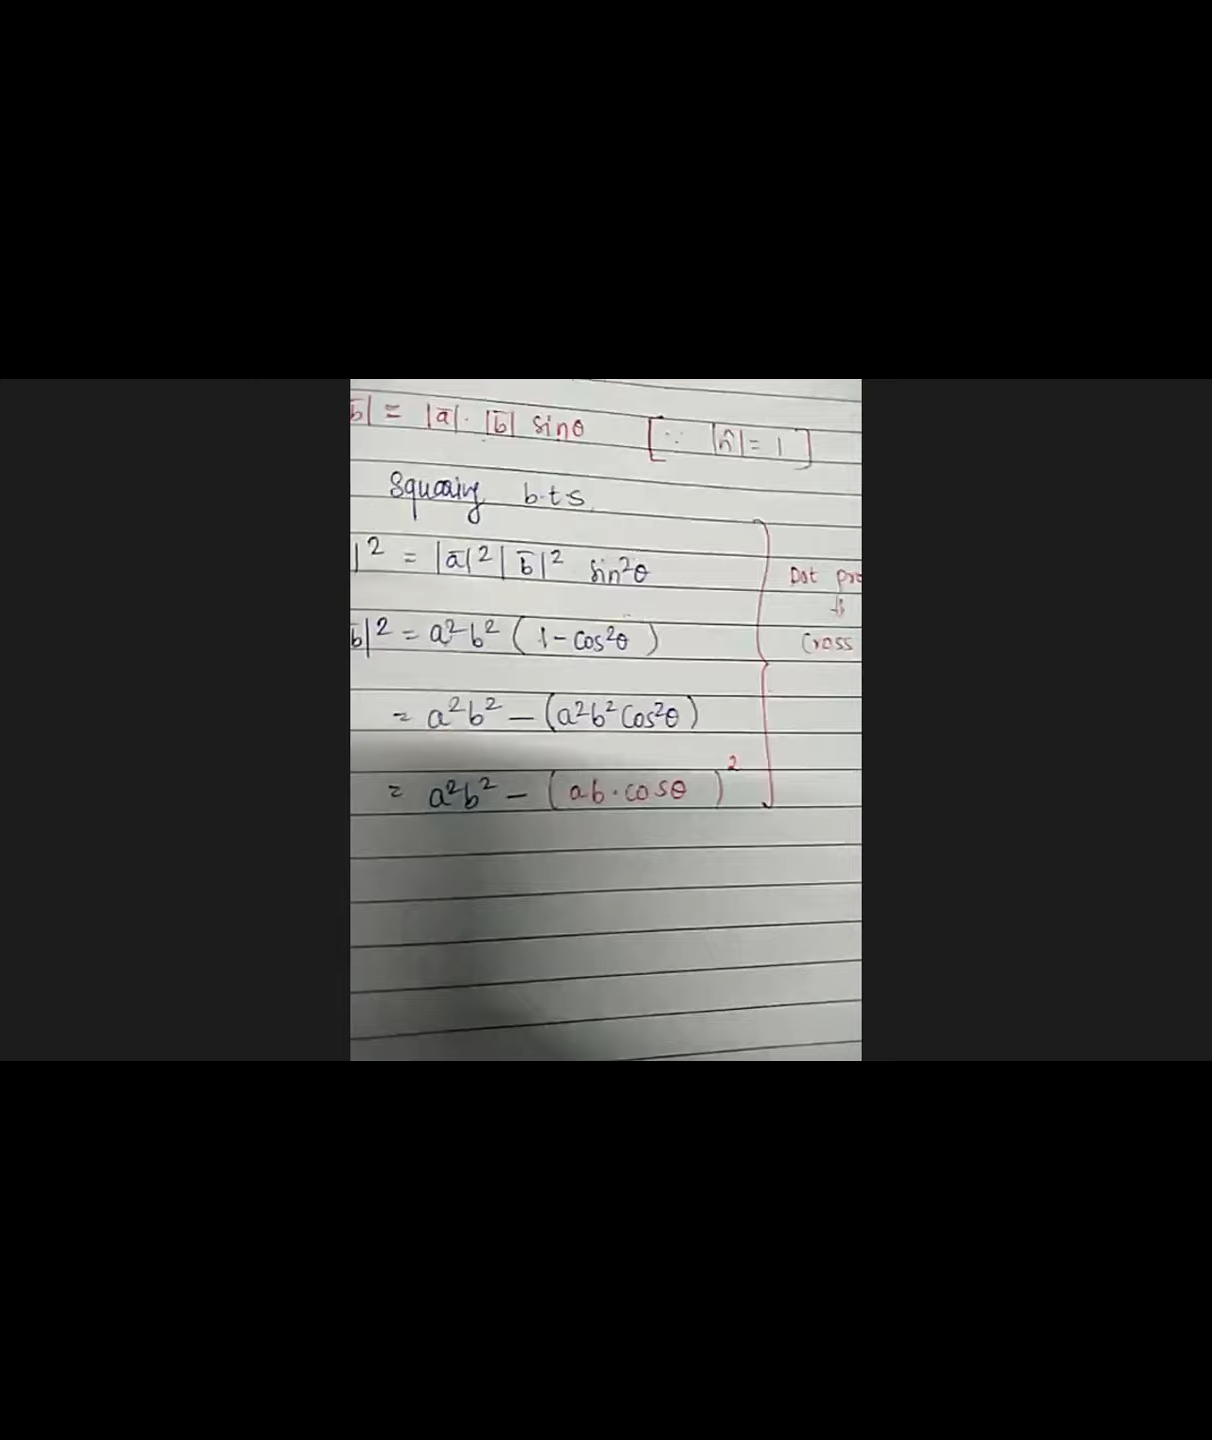 b̄| = |ā|. |b̄| sinθ [∵ |n̂| = 1]
Squaring b.t.s.
|² = |ā|²|b̄|² sin²θ
Dot pro
⇓
b̄|² = a²b² (1 - cos²θ)
Cross
= a²b² - (a²b² cos²θ)
= a²b² - (ab·cosθ)²